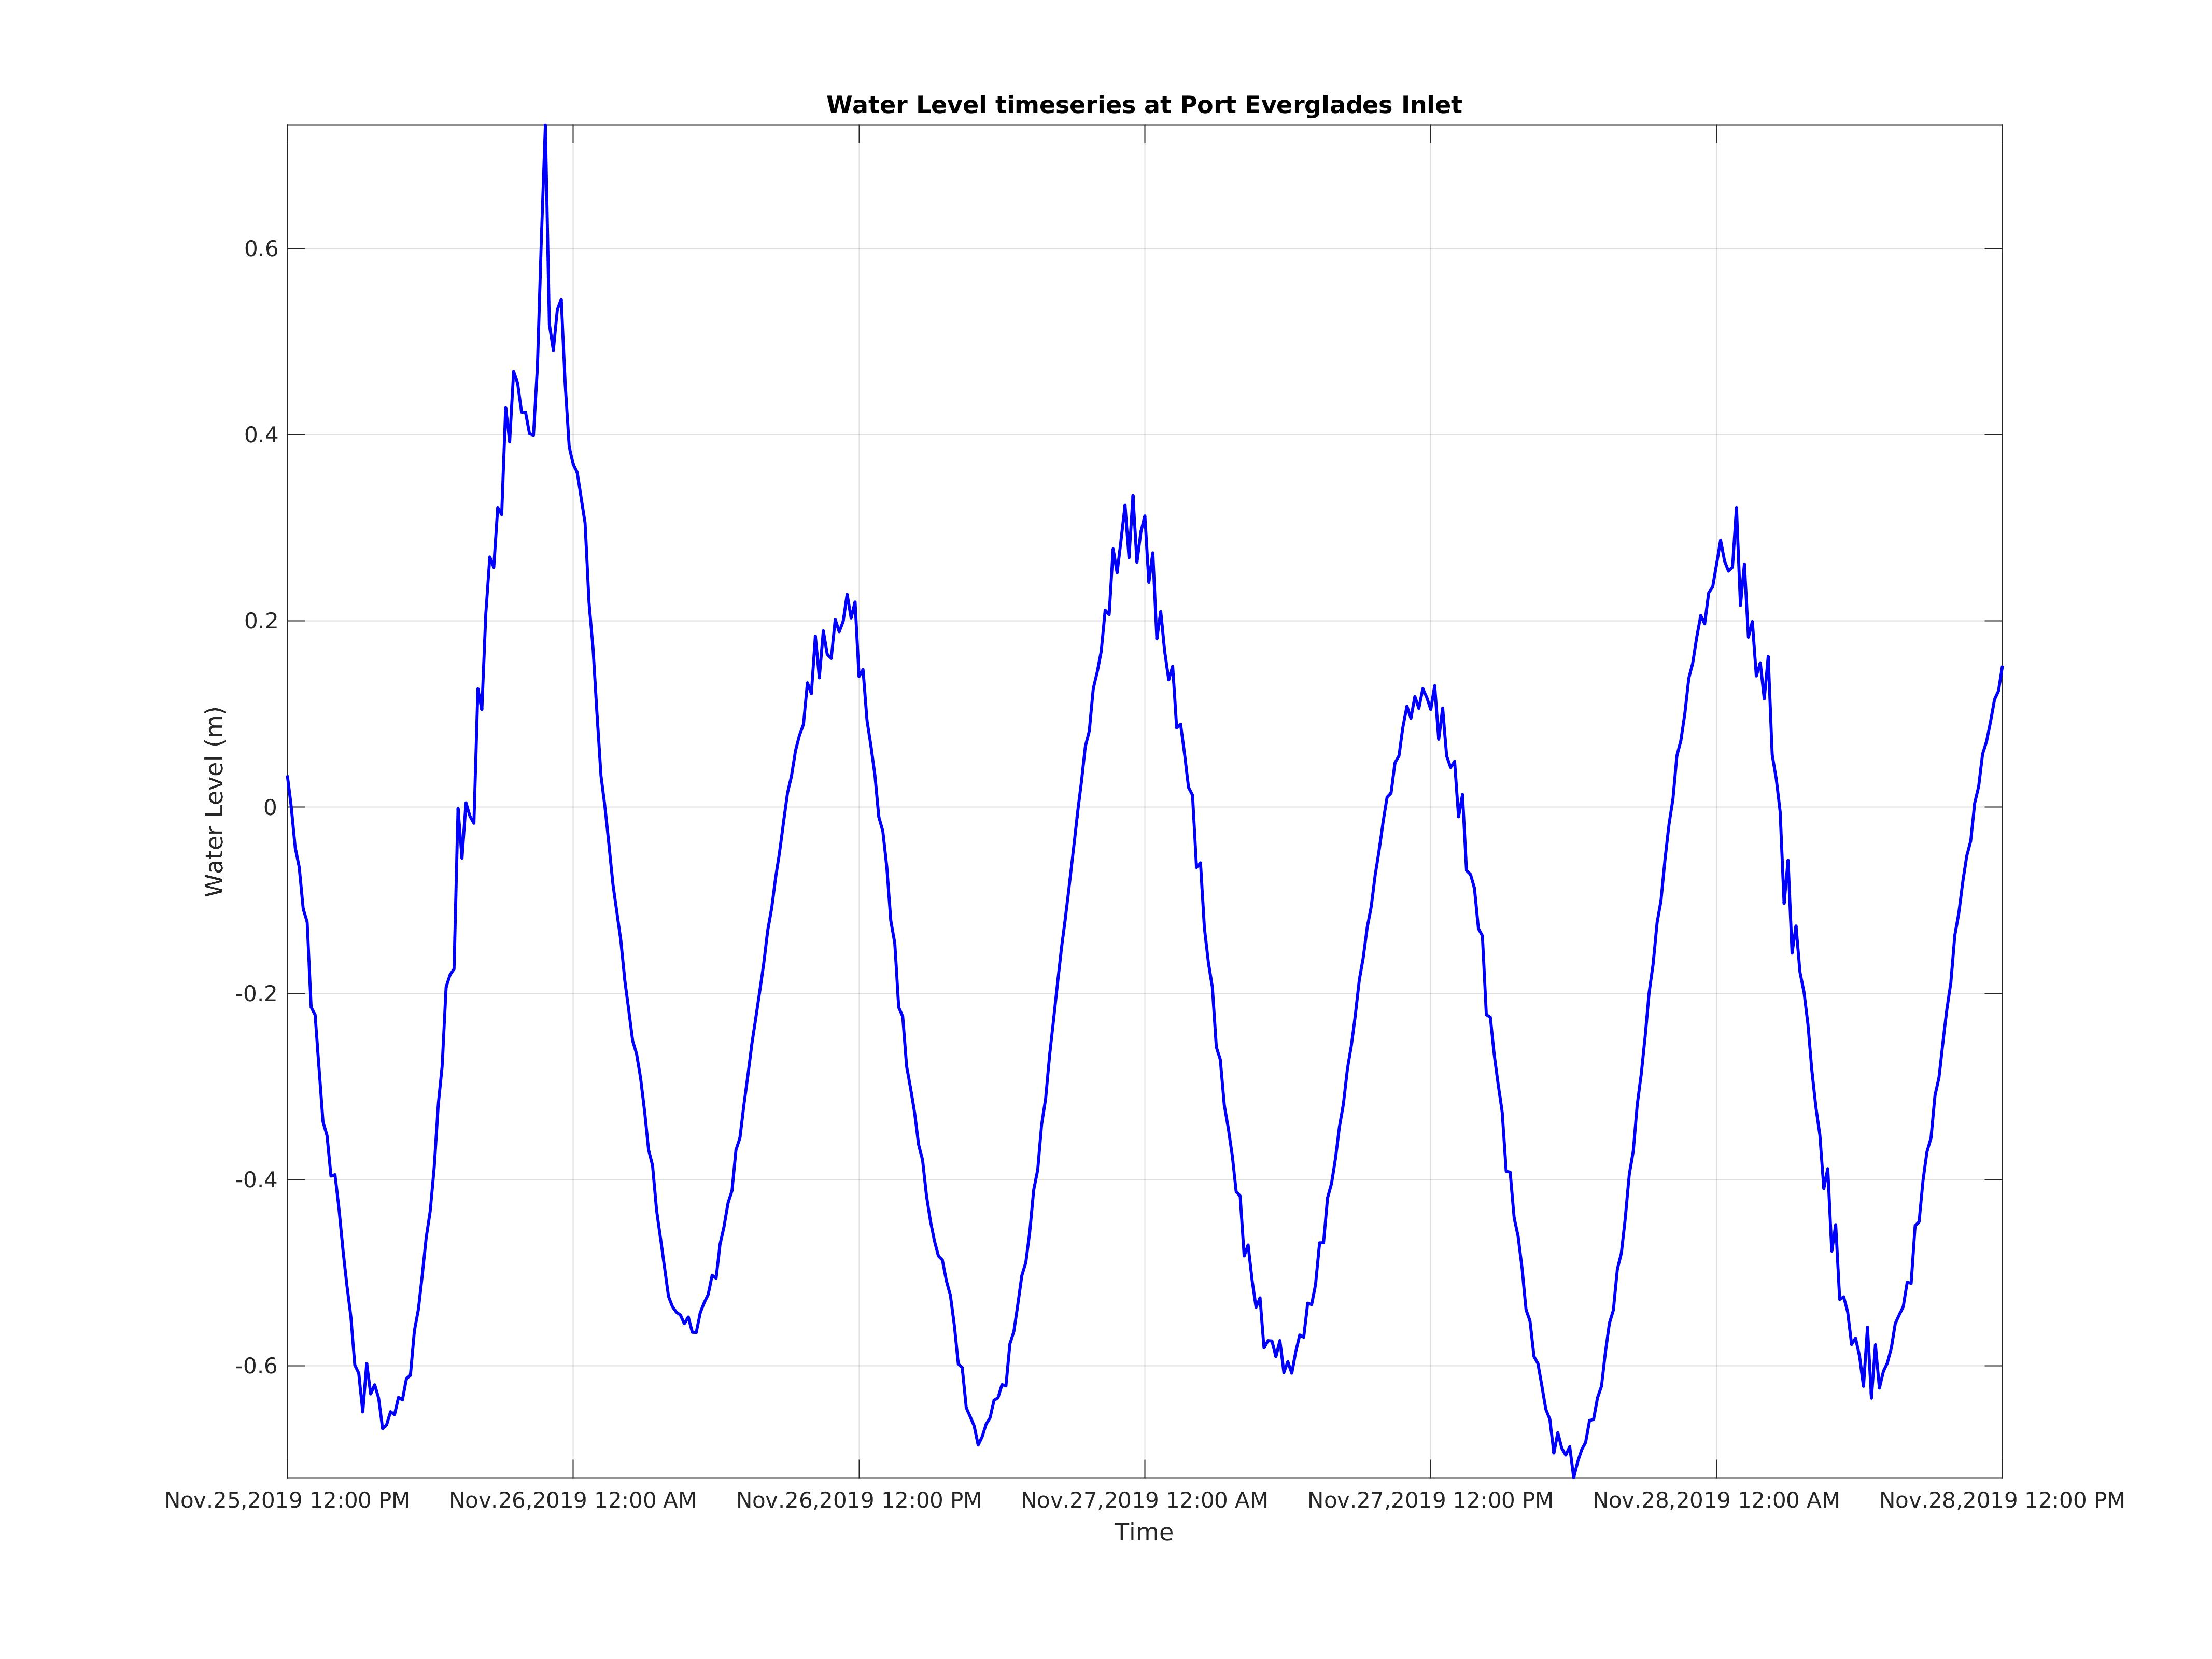 Water Level timeseries at Port Everglades Inlet
0.6
0.4
0.2
0
-0.2
-0.4
-0.6
Water Level (m)
Nov.25,2019 12:00 PM Nov.26,2019 12:00 AM Nov.26,2019 12:00 PM Nov.27,2019 12:00 AM Nov.27,2019 12:00 PM Nov.28,2019 12:00 AM Nov.28,2019 12:00 PM
Time